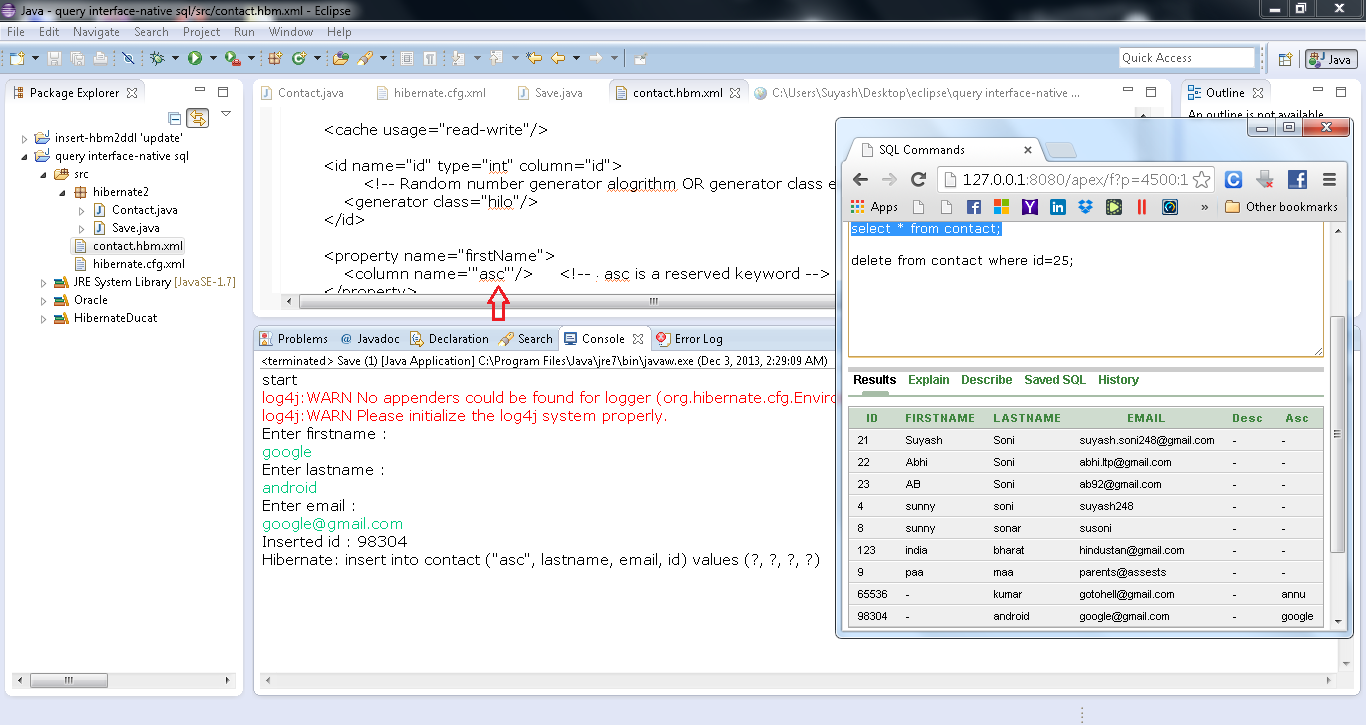 Java - query interface-native sql/src/contact.hbm.xml - Eclipse
File Edit Navigate Search Project Run Window Help
Quick Access
Java
Package Explorer
insert-hbm2ddl 'update'
query interface-native sql
src
hibernate2
Contact.java
Save.java
contact.hbm.xml
hibernate.cfg.xml
JRE System Library [JavaSE-1.7]
Oracle
HibernateDucat
Contact.java hibernate.cfg.xml Save.java contact.hbm.xml C:\Users\Suyash\Desktop\eclipse\query interface-native ...
<cache usage="read-write"/>
<id name="id" type="int" column="id">
<!-- Random number generator alogrithm OR generator class e
<generator class="hilo"/>
</id>
<property name="firstName">
<column name='"asc"'/> <!-- . asc is a reserved keyword -->
</property>
Outline
An outline is not available.
Problems @ Javadoc Declaration Search Console Error Log
<terminated> Save (1) [Java Application] C:\Program Files\Java\jre7\bin\javaw.exe (Dec 3, 2013, 2:29:09 AM)
start
log4j:WARN No appenders could be found for logger (org.hibernate.cfg.Enviro
log4j:WARN Please initialize the log4j system properly.
Enter firstname :
google
Enter lastname :
android
Enter email :
google@gmail.com
Inserted id : 98304
Hibernate: insert into contact ("asc", lastname, email, id) values (?, ?, ?, ?)
SQL Commands
127.0.0.1:8080/apex/f?p=4500:1
Apps » Other bookmarks
select * from contact;
delete from contact where id=25;
Results Explain Describe Saved SQL History
ID FIRSTNAME LASTNAME EMAIL Desc Asc
21 Suyash Soni suyash.soni248@gmail.com - -
22 Abhi Soni abhi.ltp@gmail.com - -
23 AB Soni ab92@gmail.com - -
4 sunny soni suyash248 - -
8 sunny sonar susoni - -
123 india bharat hindustan@gmail.com - -
9 paa maa parents@assests - -
65536 - kumar gotohell@gmail.com - annu
98304 - android google@gmail.com - google